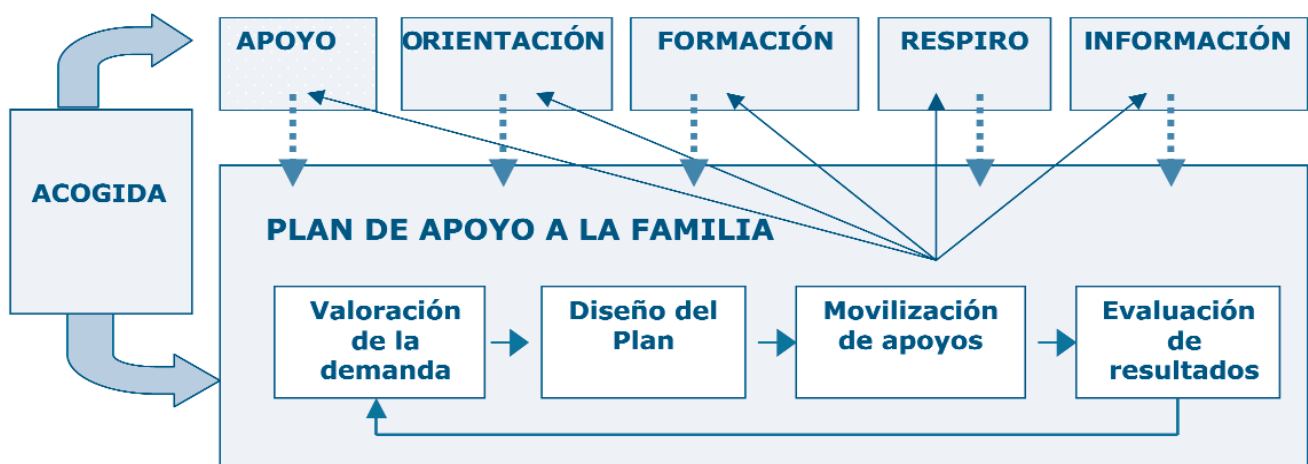 APOYO
ORIENTACIÓN
FORMACIÓN
RESPIRO
INFORMACIÓN
ACOGIDA
PLAN DE APOYO A LA FAMILIA
Valoración
de la
demanda
Diseño del
Plan
Movilización
de apoyos
Evaluación
de
resultados